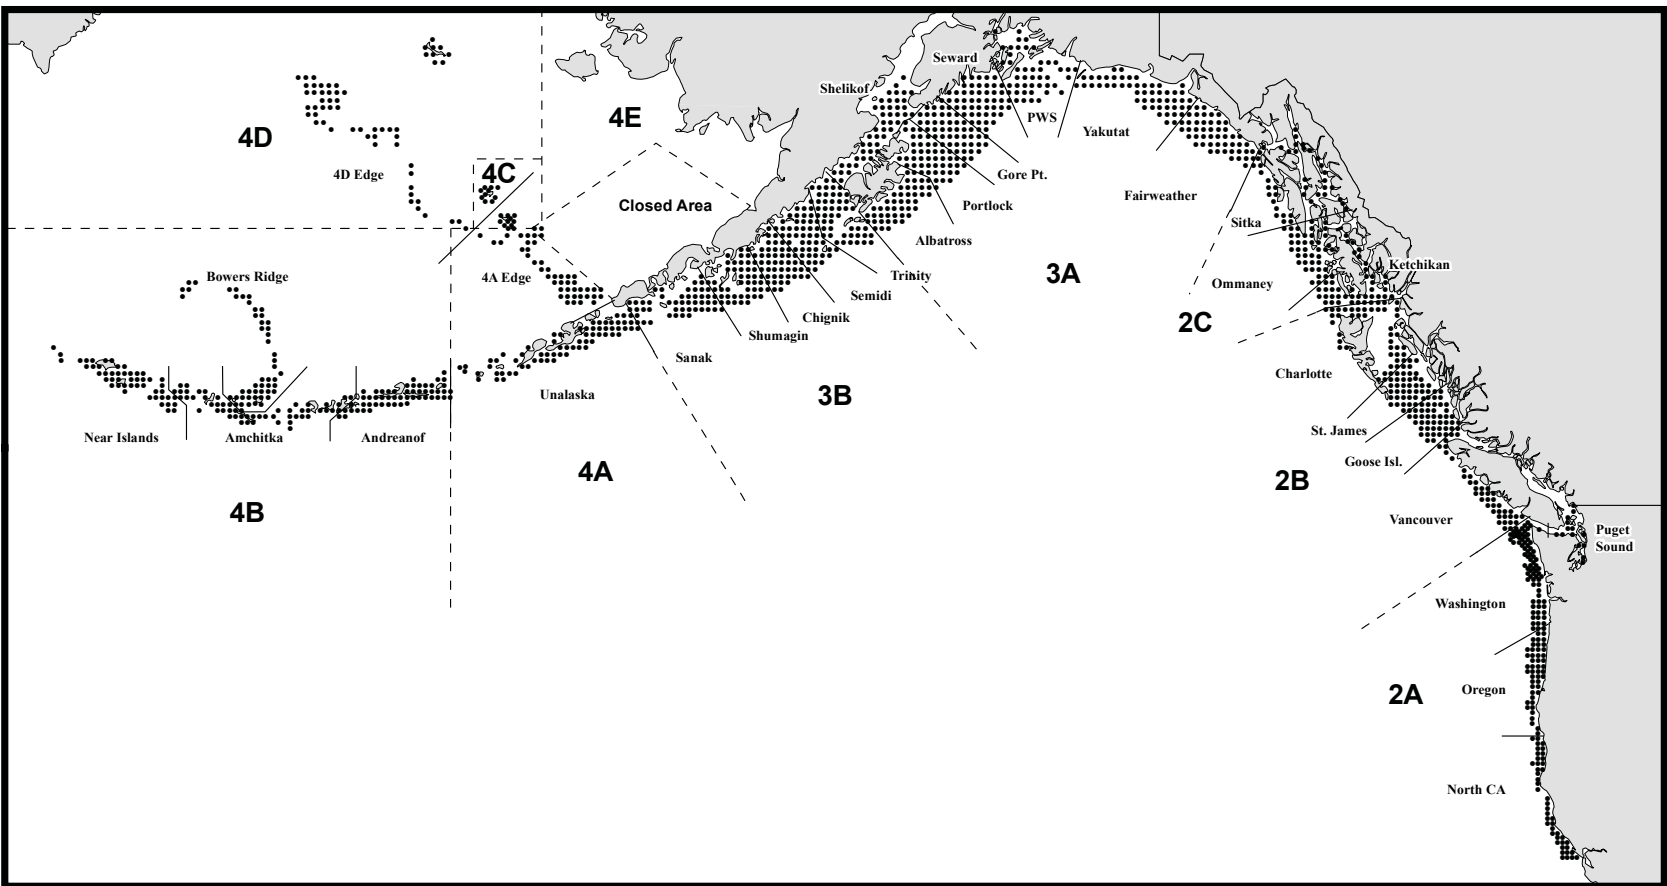 Seward
Shelikof
4E
PWS
4D
Yakutat
4D Edge
4C
Gore Pt.
Fairweather
Closed Area
Portlock
Sitka
Albatross
Ketchikan
4A Edge
Bowers Ridge
Trinity
3A
Ommaney
Semidi
Chignik
2C
Shumagin
Sanak
Charlotte
Unalaska
3B
St. James
Near Islands
Amchitka
Andreanof
Goose Isl.
4A
2B
4B
Vancouver
Puget
Sound
Washington
2A
Oregon
North CA